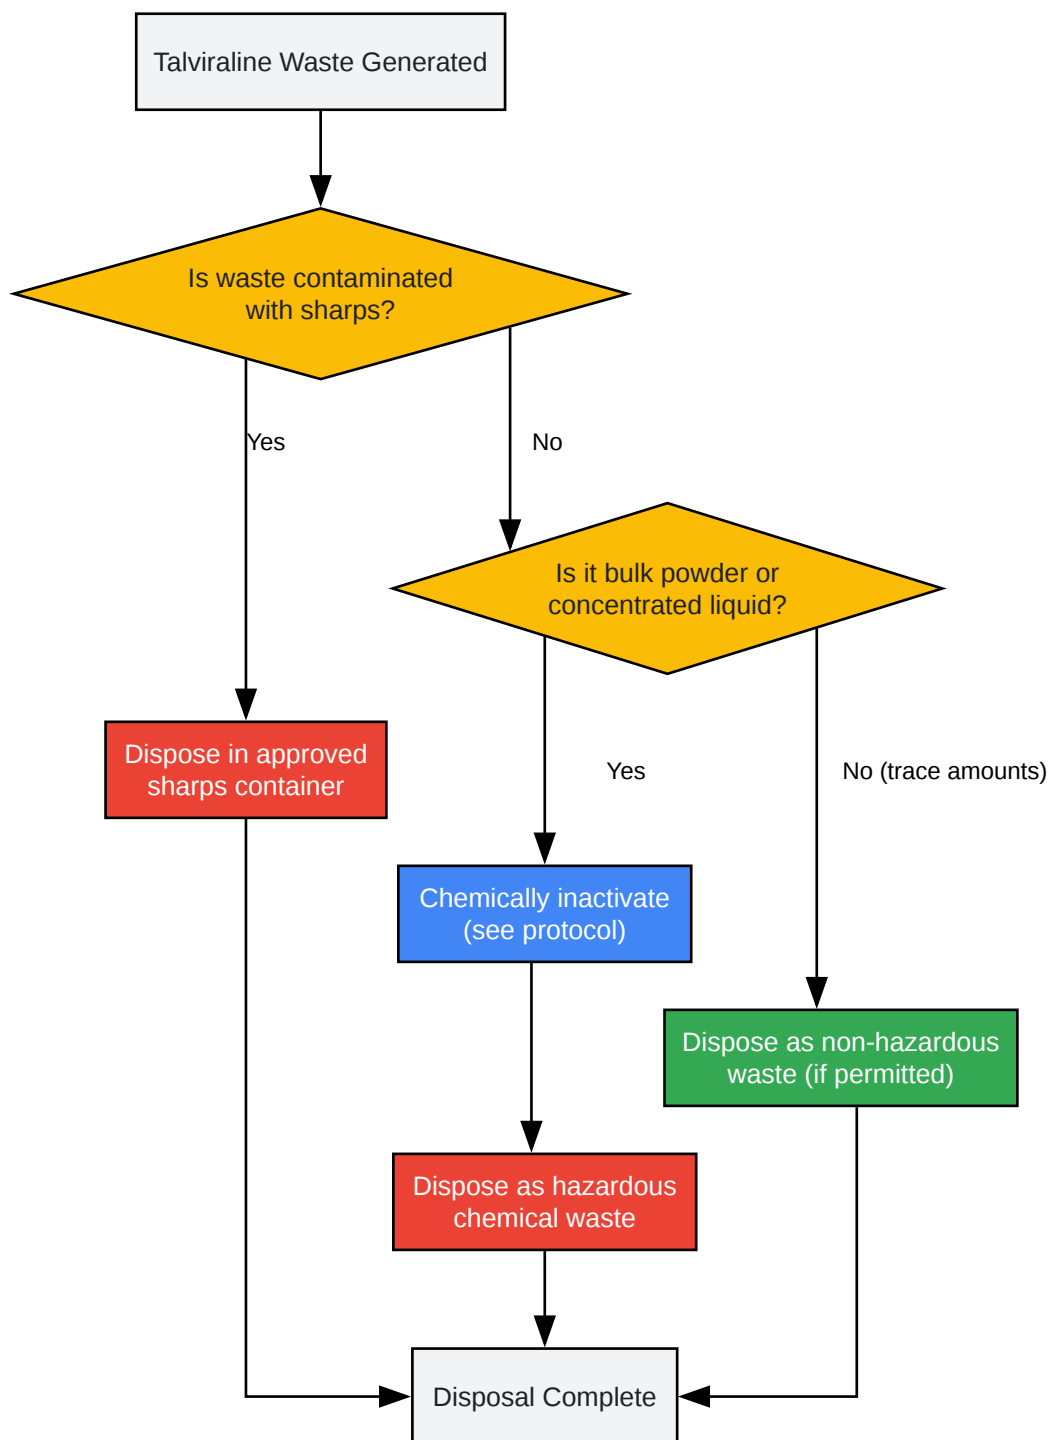 Talviraline Waste Generated
Is waste contaminated
with sharps?
Yes
No
Is it bulk powder or
concentrated liquid?
Dispose in approved
sharps container
Yes
No (trace amounts)
Chemically inactivate
(see protocol)
Dispose as non-hazardous
waste (if permitted)
Dispose as hazardous
chemical waste
Disposal Complete